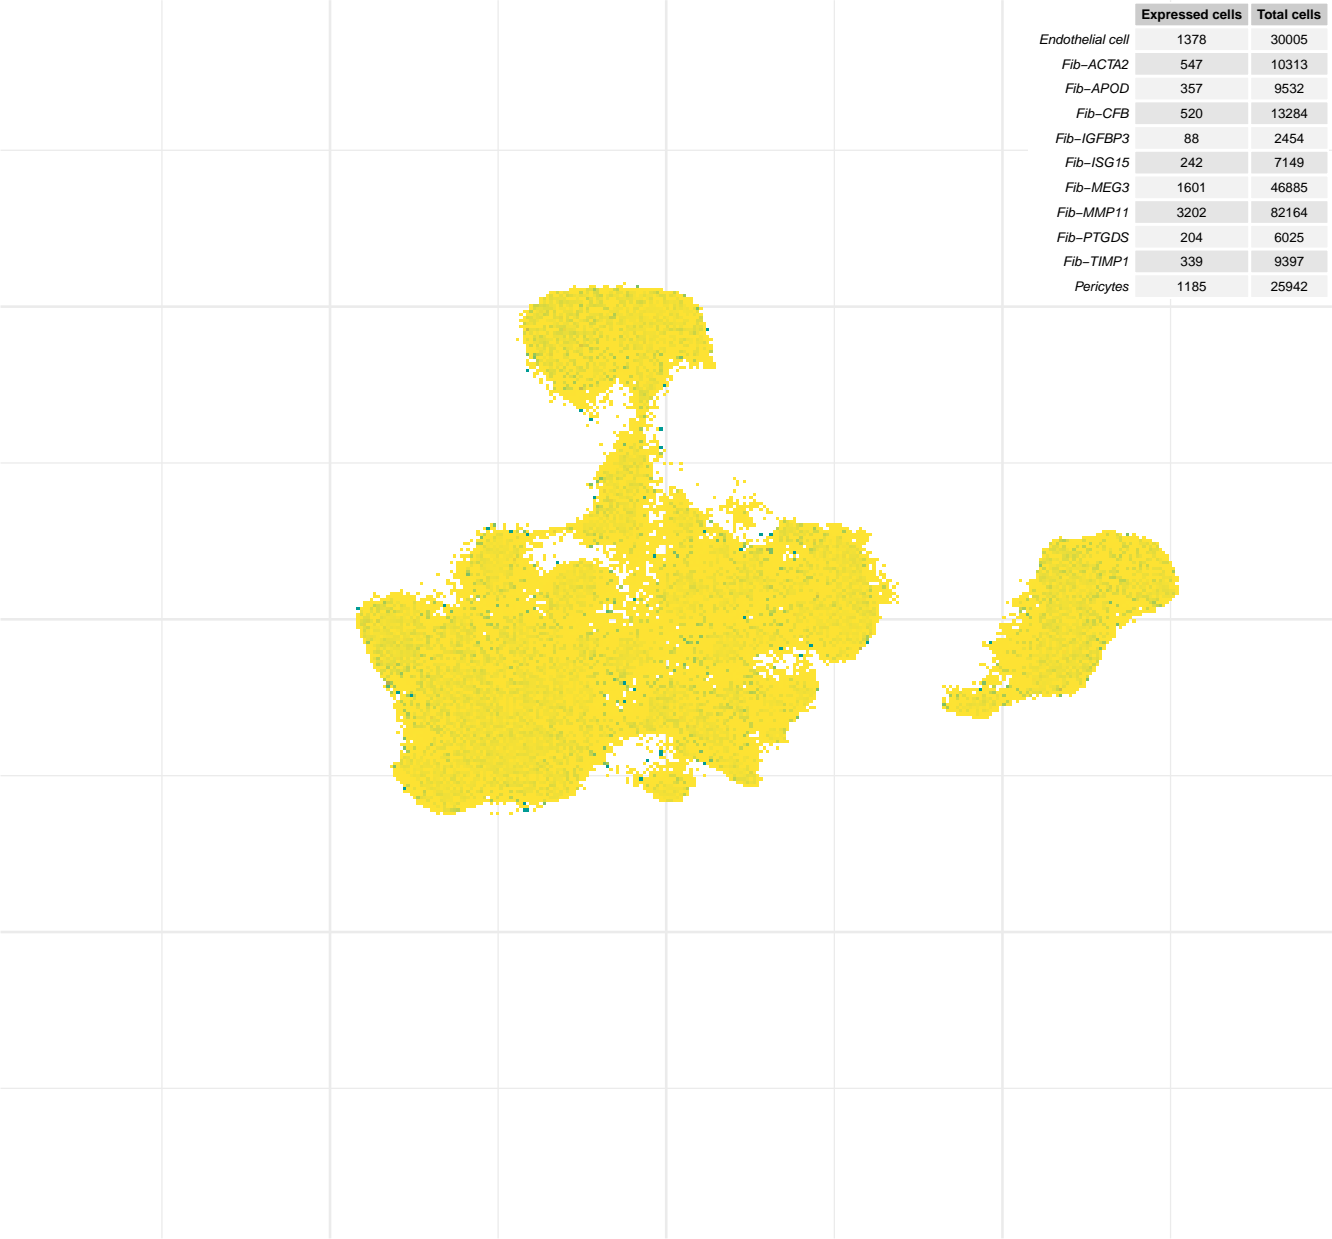 Expressed cells Total cells
Endothelial cell 1378 30005
Fib−ACTA2 547 10313
Fib−APOD 357 9532
Fib−CFB 520 13284
Fib−IGFBP3 88 2454
Fib−ISG15 242 7149
Fib−MEG3 1601 46885
Fib−MMP11 3202 82164
Fib−PTGDS 204 6025
Fib−TIMP1 339 9397
Pericytes 1185 25942